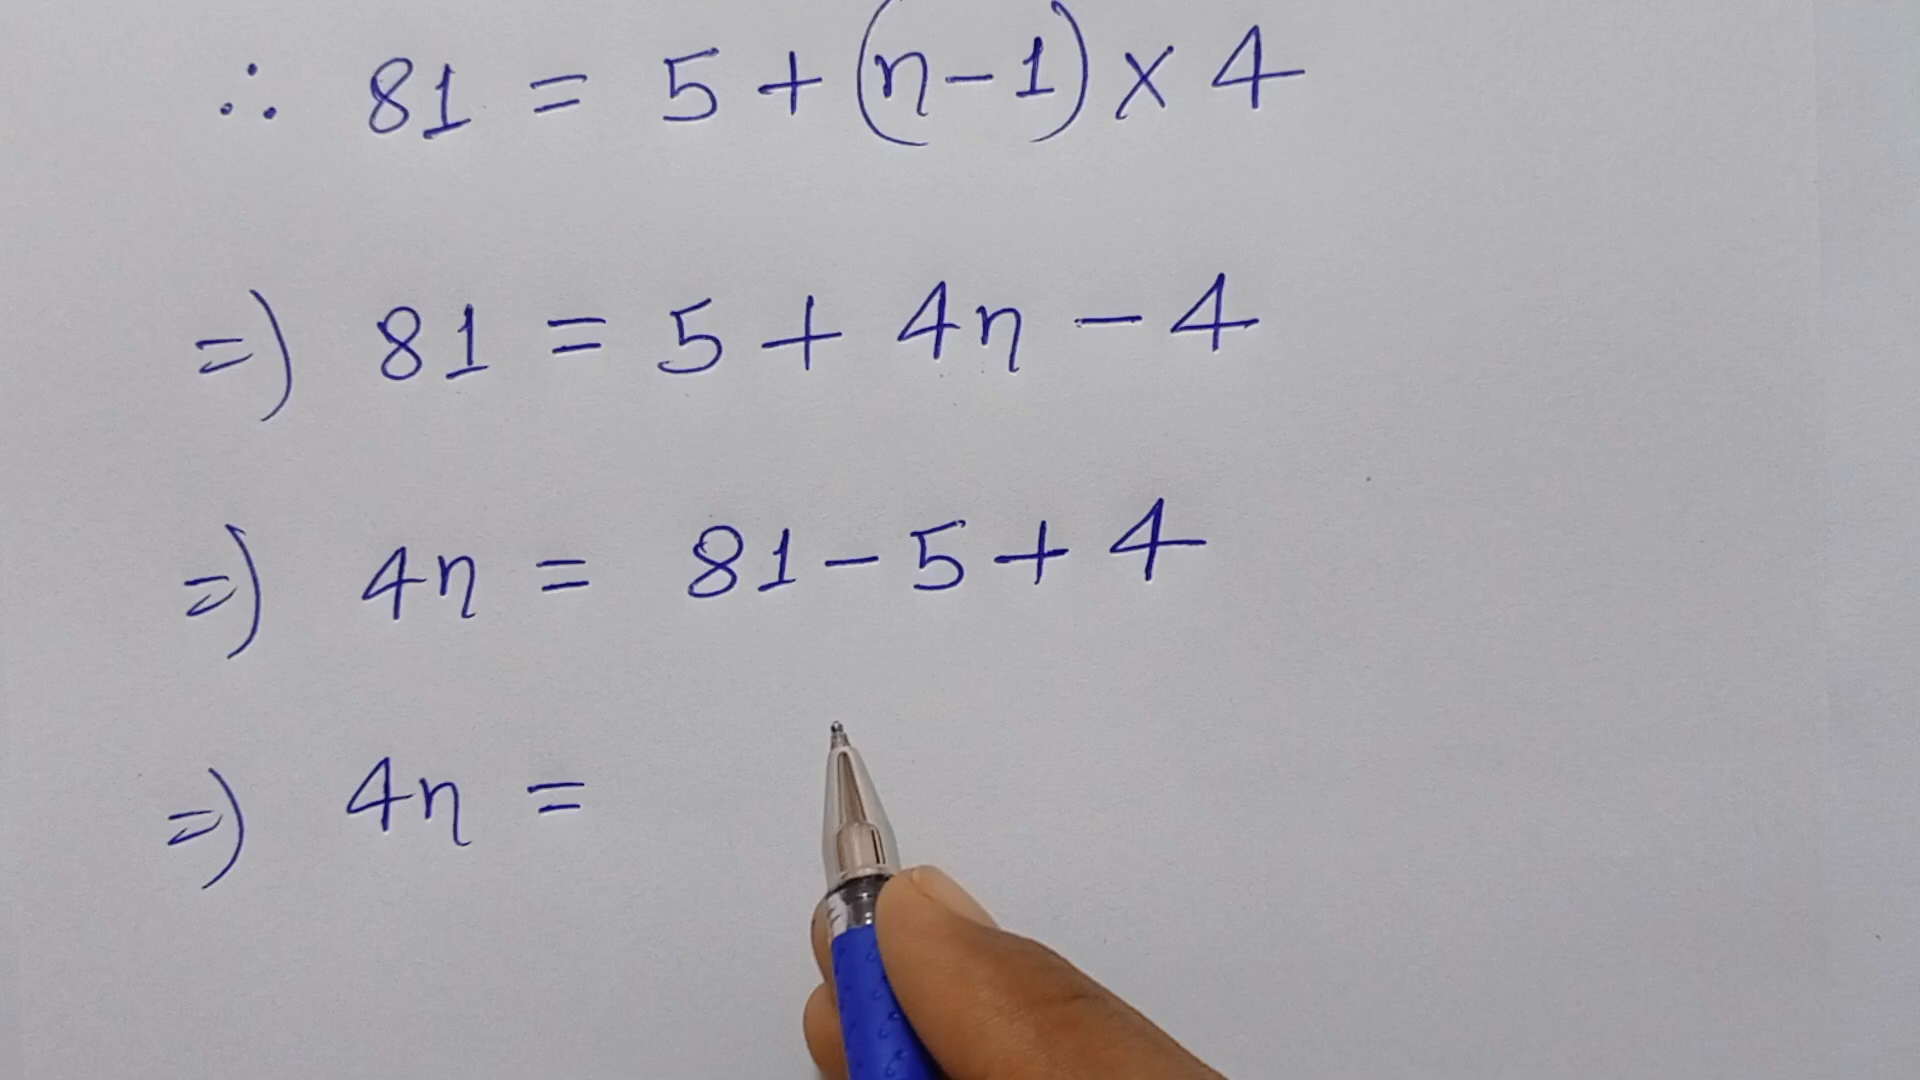 ∴ 81 = 5 + (n-1) × 4
⇒ 81 = 5 + 4n - 4
⇒ 4n = 81 - 5 + 4
⇒ 4n =